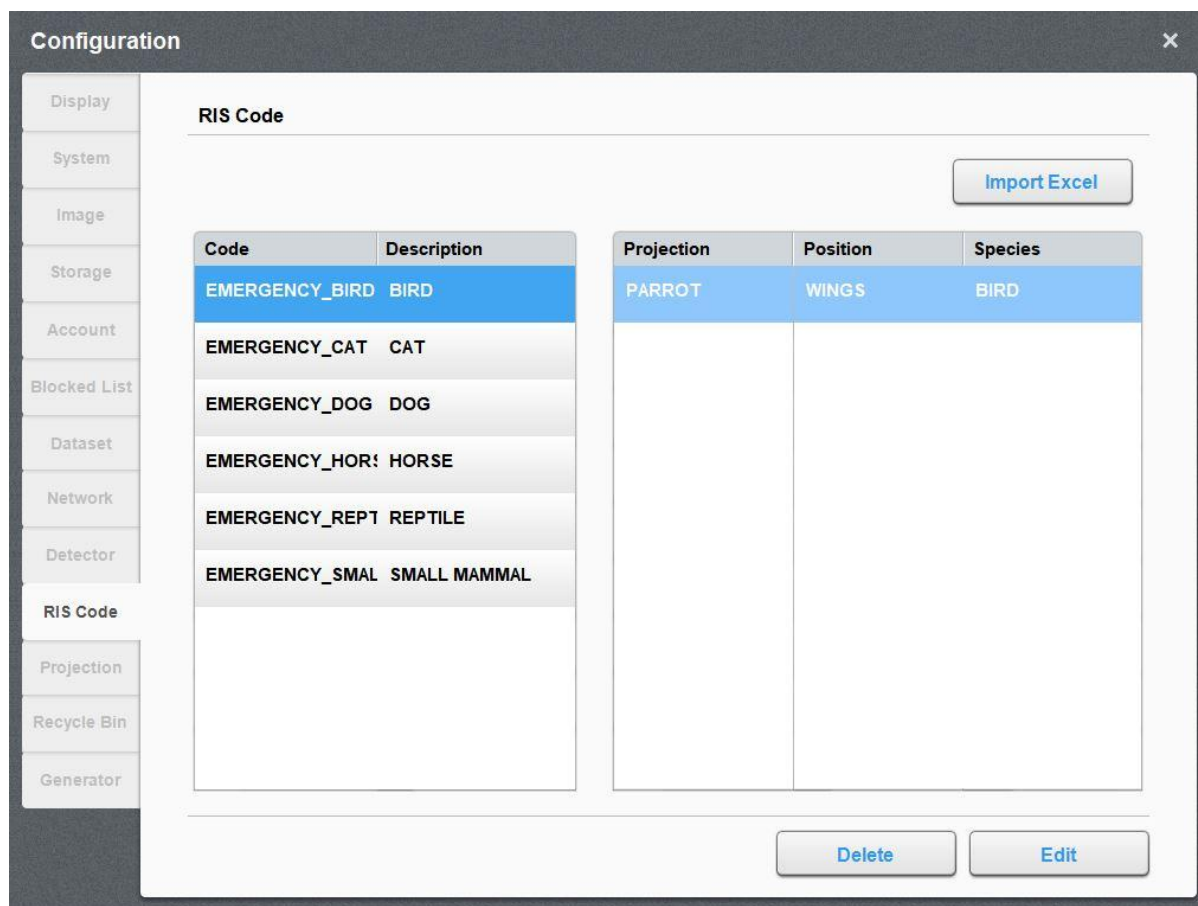 Configuration
Display
System
Image
Storage
Account
Blocked List
Dataset
Network
Detector
RIS Code
Projection
Recycle Bin
Generator
RIS Code
Import Excel
Code Description
EMERGENCY_BIRD BIRD
EMERGENCY_CAT CAT
EMERGENCY_DOG DOG
EMERGENCY_HORS HORSE
EMERGENCY_REPT REPTILE
EMERGENCY_SMAL SMALL MAMMAL
Projection Position Species
PARROT WINGS BIRD
Delete Edit